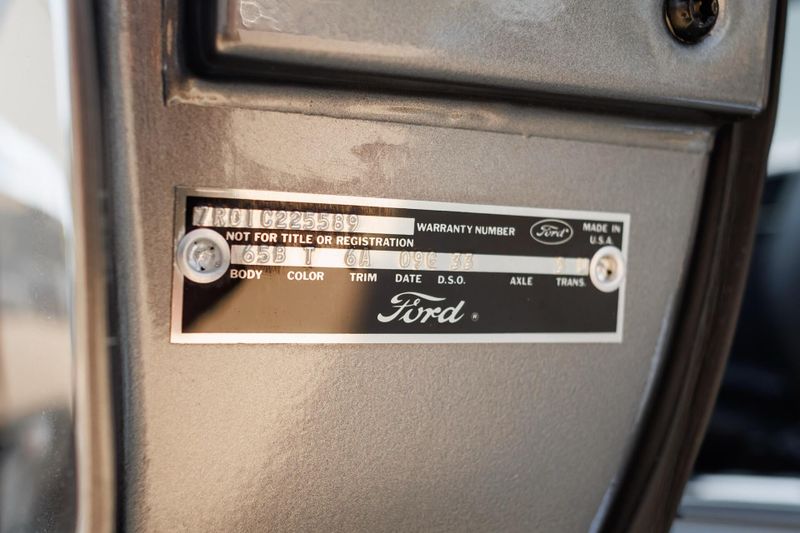 7R01C225589 WARRANTY NUMBER Ford MADE IN U.S.A.
NOT FOR TITLE OR REGISTRATION
65B T 6A 09C 33
BODY COLOR TRIM DATE D.S.O. AXLE TRANS.
Ford ®